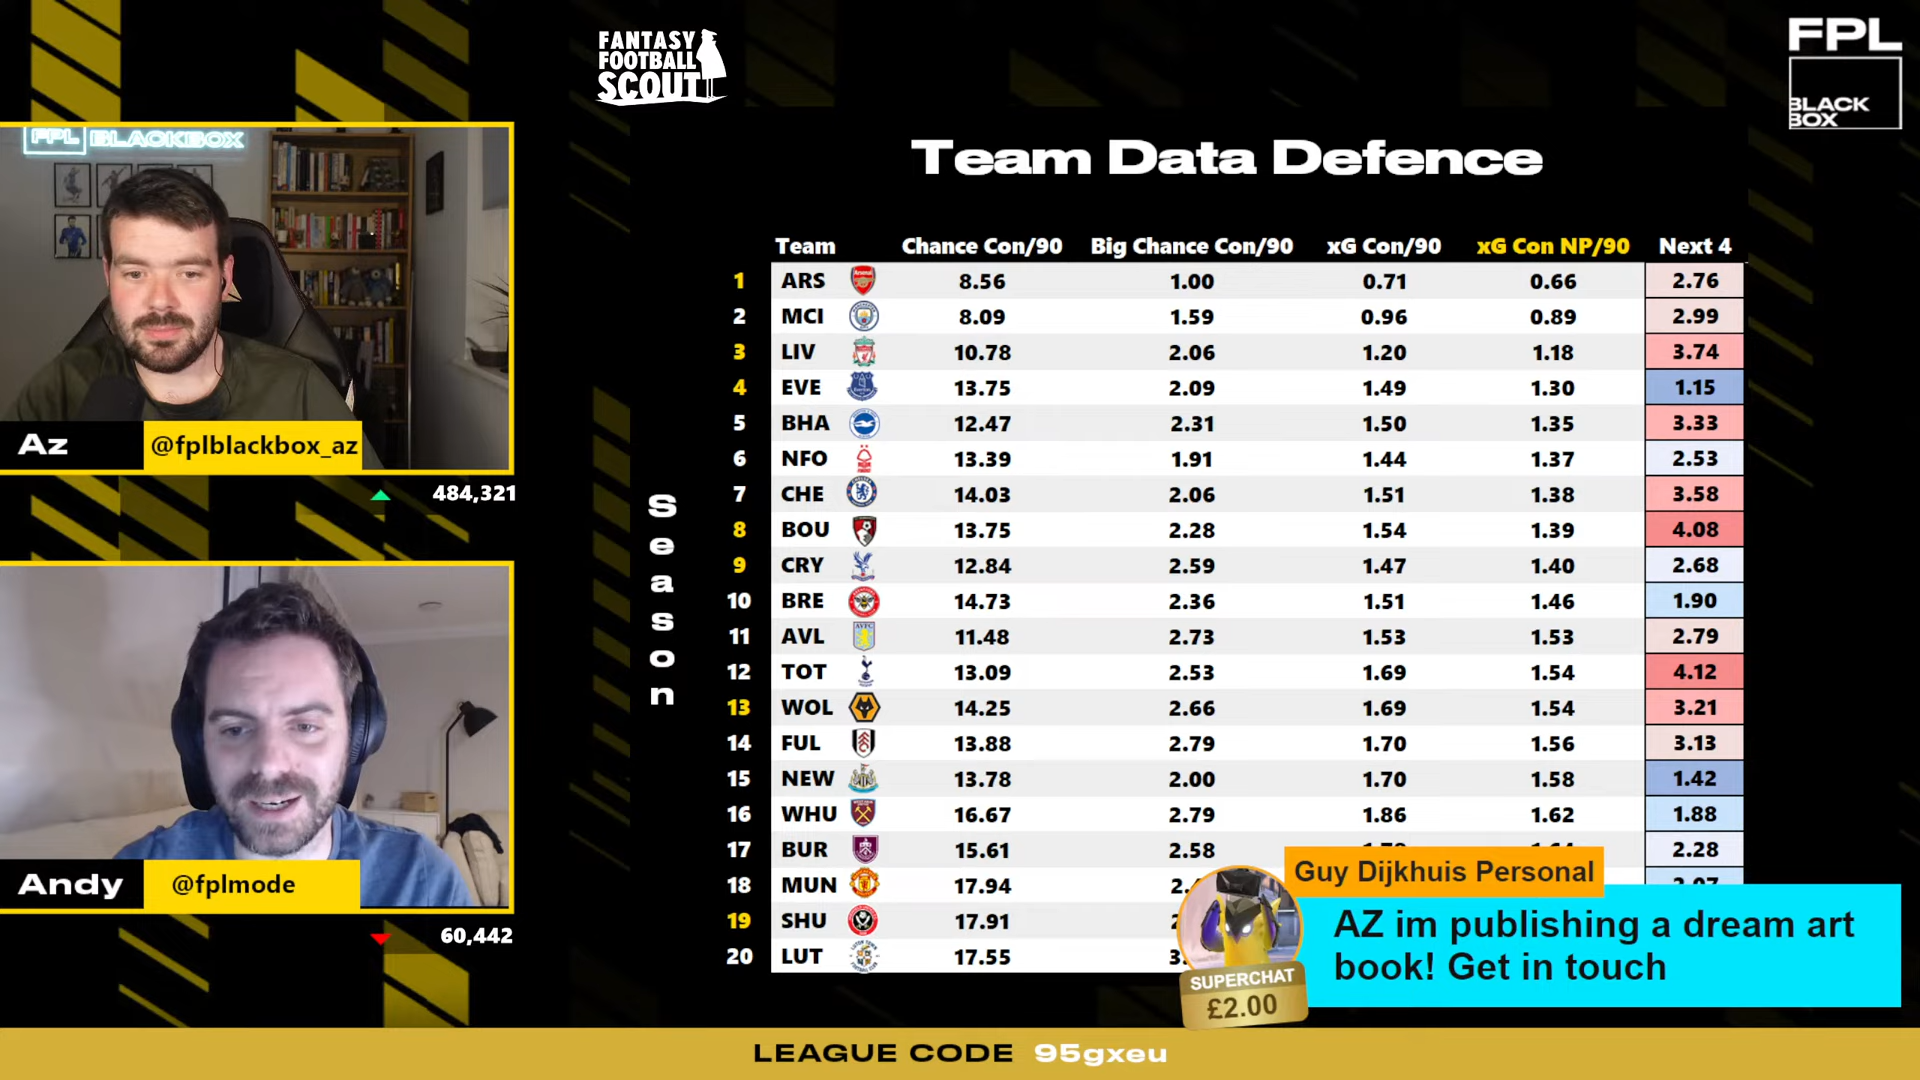 FANTASY
FOOTBALL
SCOUT
FPL
BLACK
BOX
FPL BLACKBOX
Az
@fplblackbox_az
484,321
Andy
@fplmode
60,442
Team Data Defence
Season
Team Chance Con/90 Big Chance Con/90 xG Con/90 xG Con NP/90 Next 4
1 ARS 8.56 1.00 0.71 0.66 2.76
2 MCI 8.09 1.59 0.96 0.89 2.99
3 LIV 10.78 2.06 1.20 1.18 3.74
4 EVE 13.75 2.09 1.49 1.30 1.15
5 BHA 12.47 2.31 1.50 1.35 3.33
6 NFO 13.39 1.91 1.44 1.37 2.53
7 CHE 14.03 2.06 1.51 1.38 3.58
8 BOU 13.75 2.28 1.54 1.39 4.08
9 CRY 12.84 2.59 1.47 1.40 2.68
10 BRE 14.73 2.36 1.51 1.46 1.90
11 AVL 11.48 2.73 1.53 1.53 2.79
12 TOT 13.09 2.53 1.69 1.54 4.12
13 WOL 14.25 2.66 1.69 1.54 3.21
14 FUL 13.88 2.79 1.70 1.56 3.13
15 NEW 13.78 2.00 1.70 1.58 1.42
16 WHU 16.67 2.79 1.86 1.62 1.88
17 BUR 15.61 2.58 2.28
18 MUN 17.94
19 SHU 17.91
20 LUT 17.55
Guy Dijkhuis Personal
AZ im publishing a dream art
book! Get in touch
SUPERCHAT
£2.00
LEAGUE CODE 95gxeu